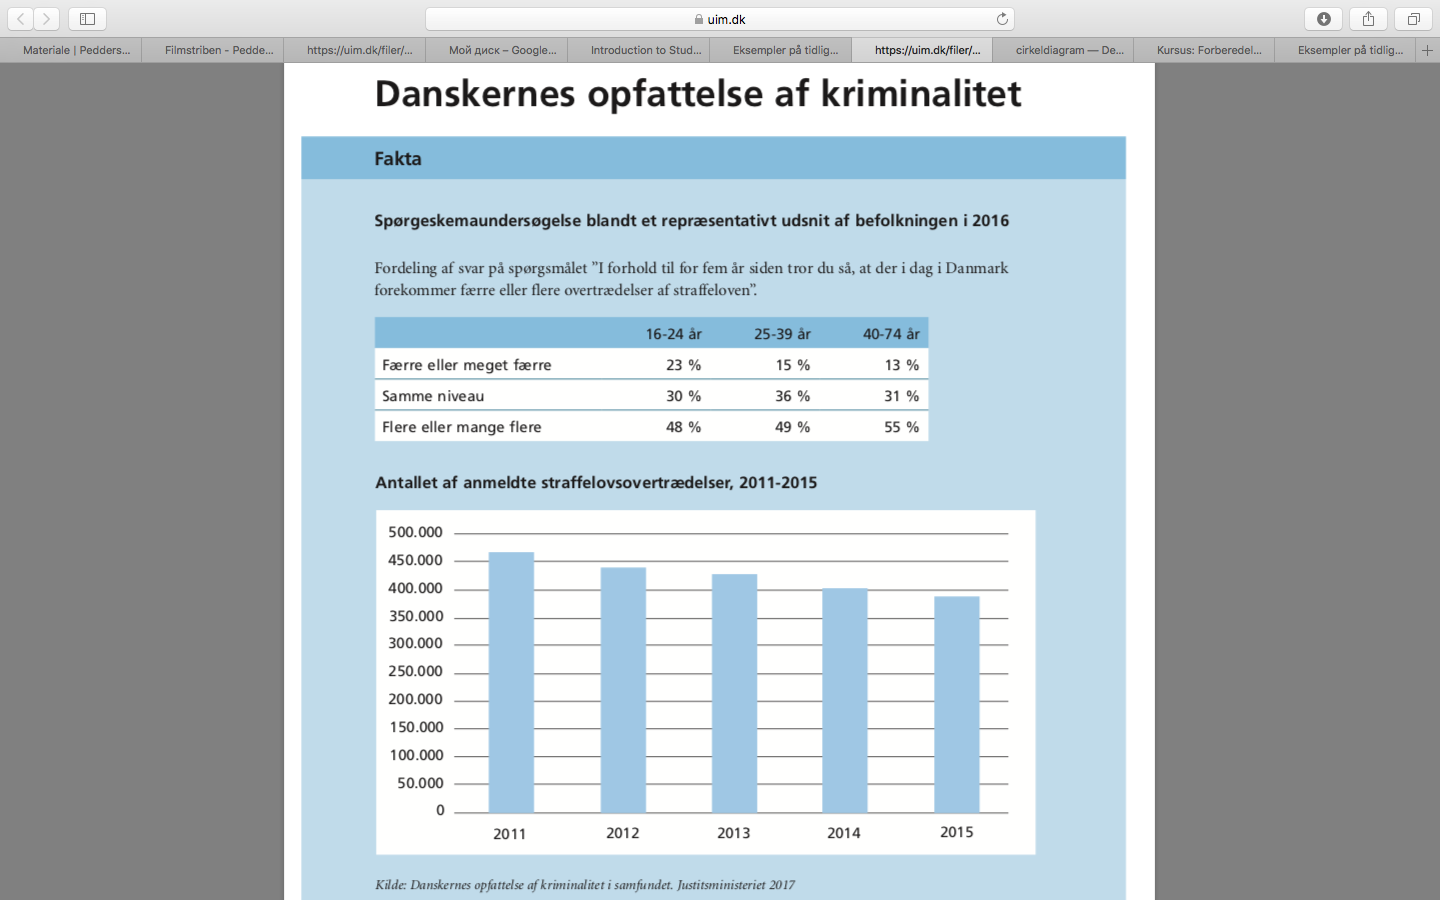 uim.dk
Materiale | Pedders...
Filmstriben - Pedde...
https://uim.dk/filer/...
Мой диск – Google...
Introduction to Stud...
Eksempler på tidlig...
https://uim.dk/filer/...
cirkeldiagram — De...
Kursus: Forberedel...
Eksempler på tidlig...
Danskernes opfattelse af kriminalitet
Fakta
Spørgeskemaundersøgelse blandt et repræsentativt udsnit af befolkningen i 2016
Fordeling af svar på spørgsmålet ”I forhold til for fem år siden tror du så, at der i dag i Danmark
forekommer færre eller flere overtrædelser af straffeloven”.
16-24 år 25-39 år 40-74 år
Færre eller meget færre 23 % 15 % 13 %
Samme niveau 30 % 36 % 31 %
Flere eller mange flere 48 % 49 % 55 %
Antallet af anmeldte straffelovsovertrædelser, 2011-2015
500.000
450.000
400.000
350.000
300.000
250.000
200.000
150.000
100.000
50.000
0
2011 2012 2013 2014 2015
Kilde: Danskernes opfattelse af kriminalitet i samfundet. Justitsministeriet 2017